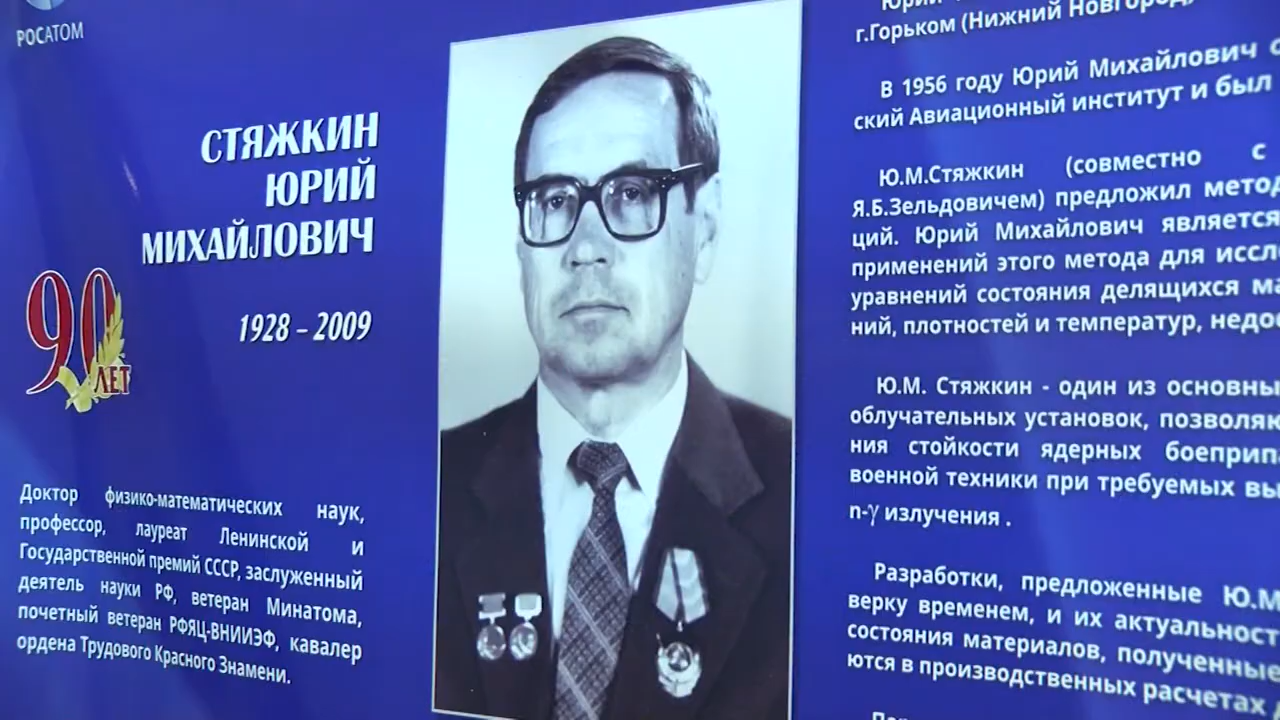 РОСАТОМ
СТЯЖКИН
ЮРИЙ
МИХАЙЛОВИЧ
1928 – 2009
90
ЛЕТ
Доктор физико-математических наук,
профессор, лауреат Ленинской и
Государственной премий СССР, заслуженный
деятель науки РФ, ветеран Минатома,
почетный ветеран РФЯЦ-ВНИИЭФ, кавалер
ордена Трудового Красного Знамени.
Юрий
г.Горьком (Нижний Новгород)
В 1956 году Юрий Михайлович
ский Авиационный институт и был
Ю.М.Стяжкин (совместно с
Я.Б.Зельдовичем) предложил метод
ций. Юрий Михайлович является
применений этого метода для иссл
уравнений состояния делящихся ма
ний, плотностей и температур, недо
Ю.М. Стяжкин - один из основны
облучательных установок, позволяю
ния стойкости ядерных боеприпа
военной техники при требуемых вы
n-γ излучения .
Разработки, предложенные Ю.М
верку временем, и их актуальност
состояния материалов, полученные
ются в производственных расчетах